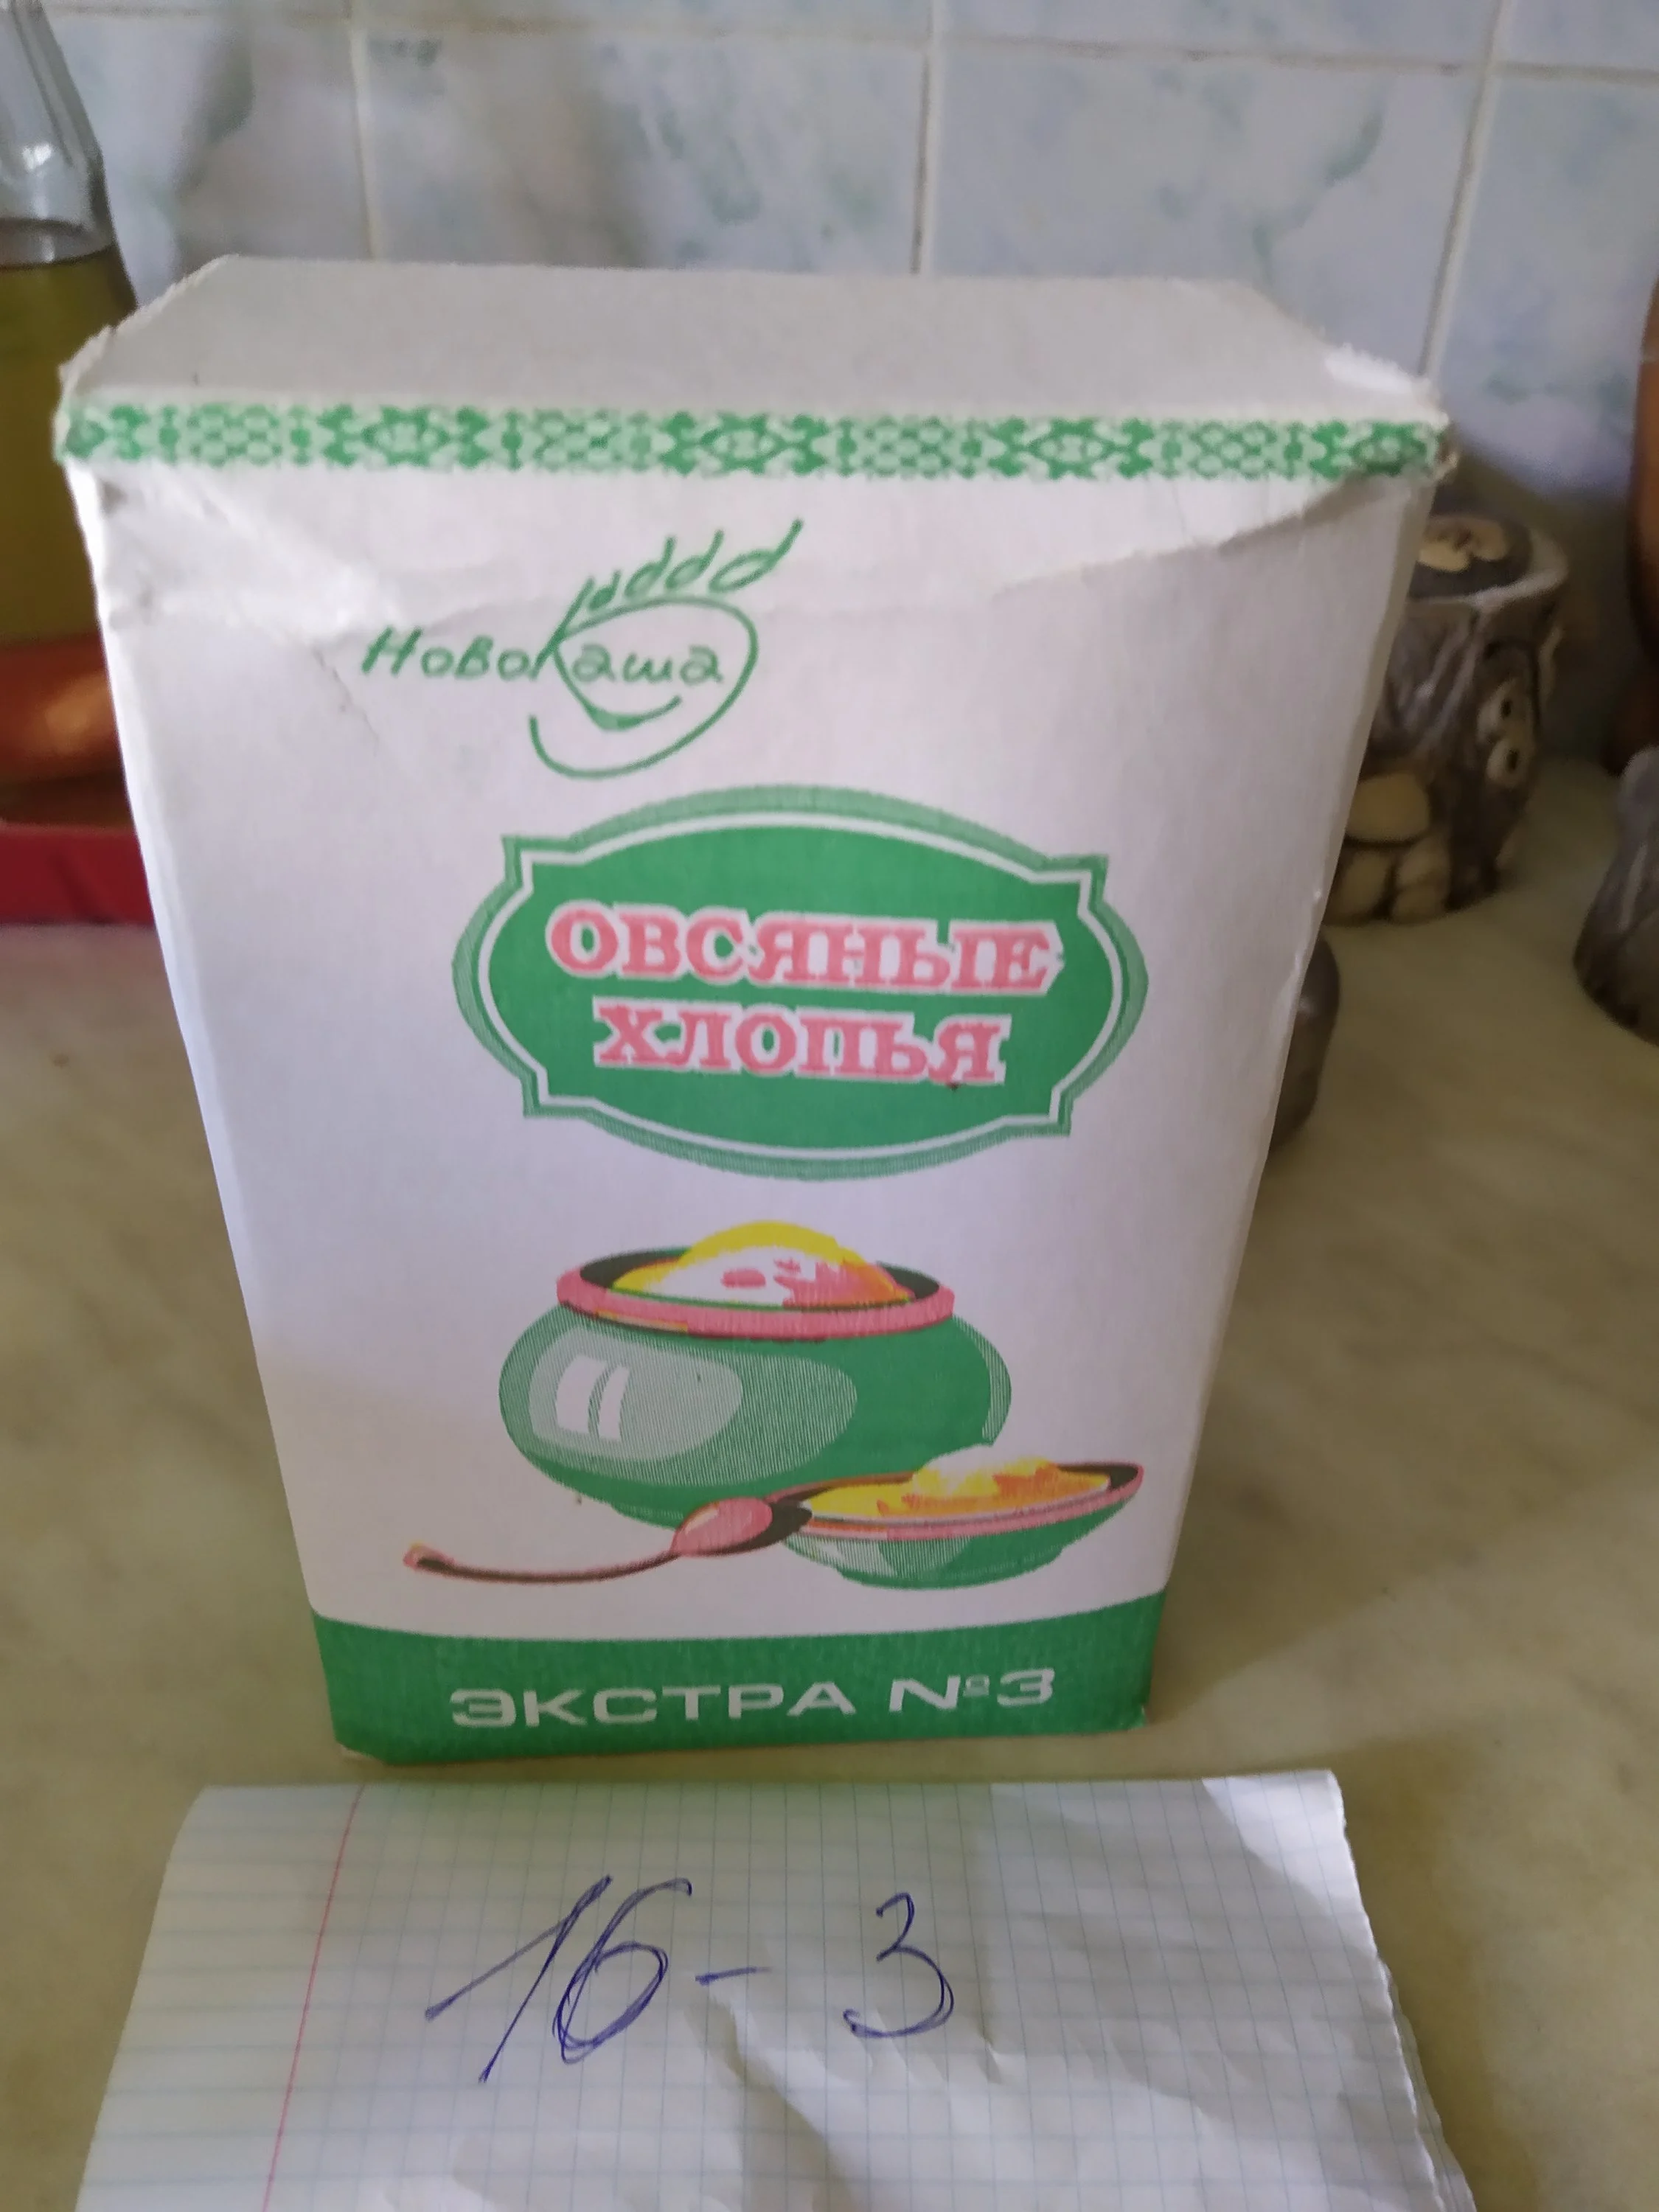 НовоКаша
ОВСЯНЫЕ
ХЛОПЬЯ
ЭКСТРА №3
16-3